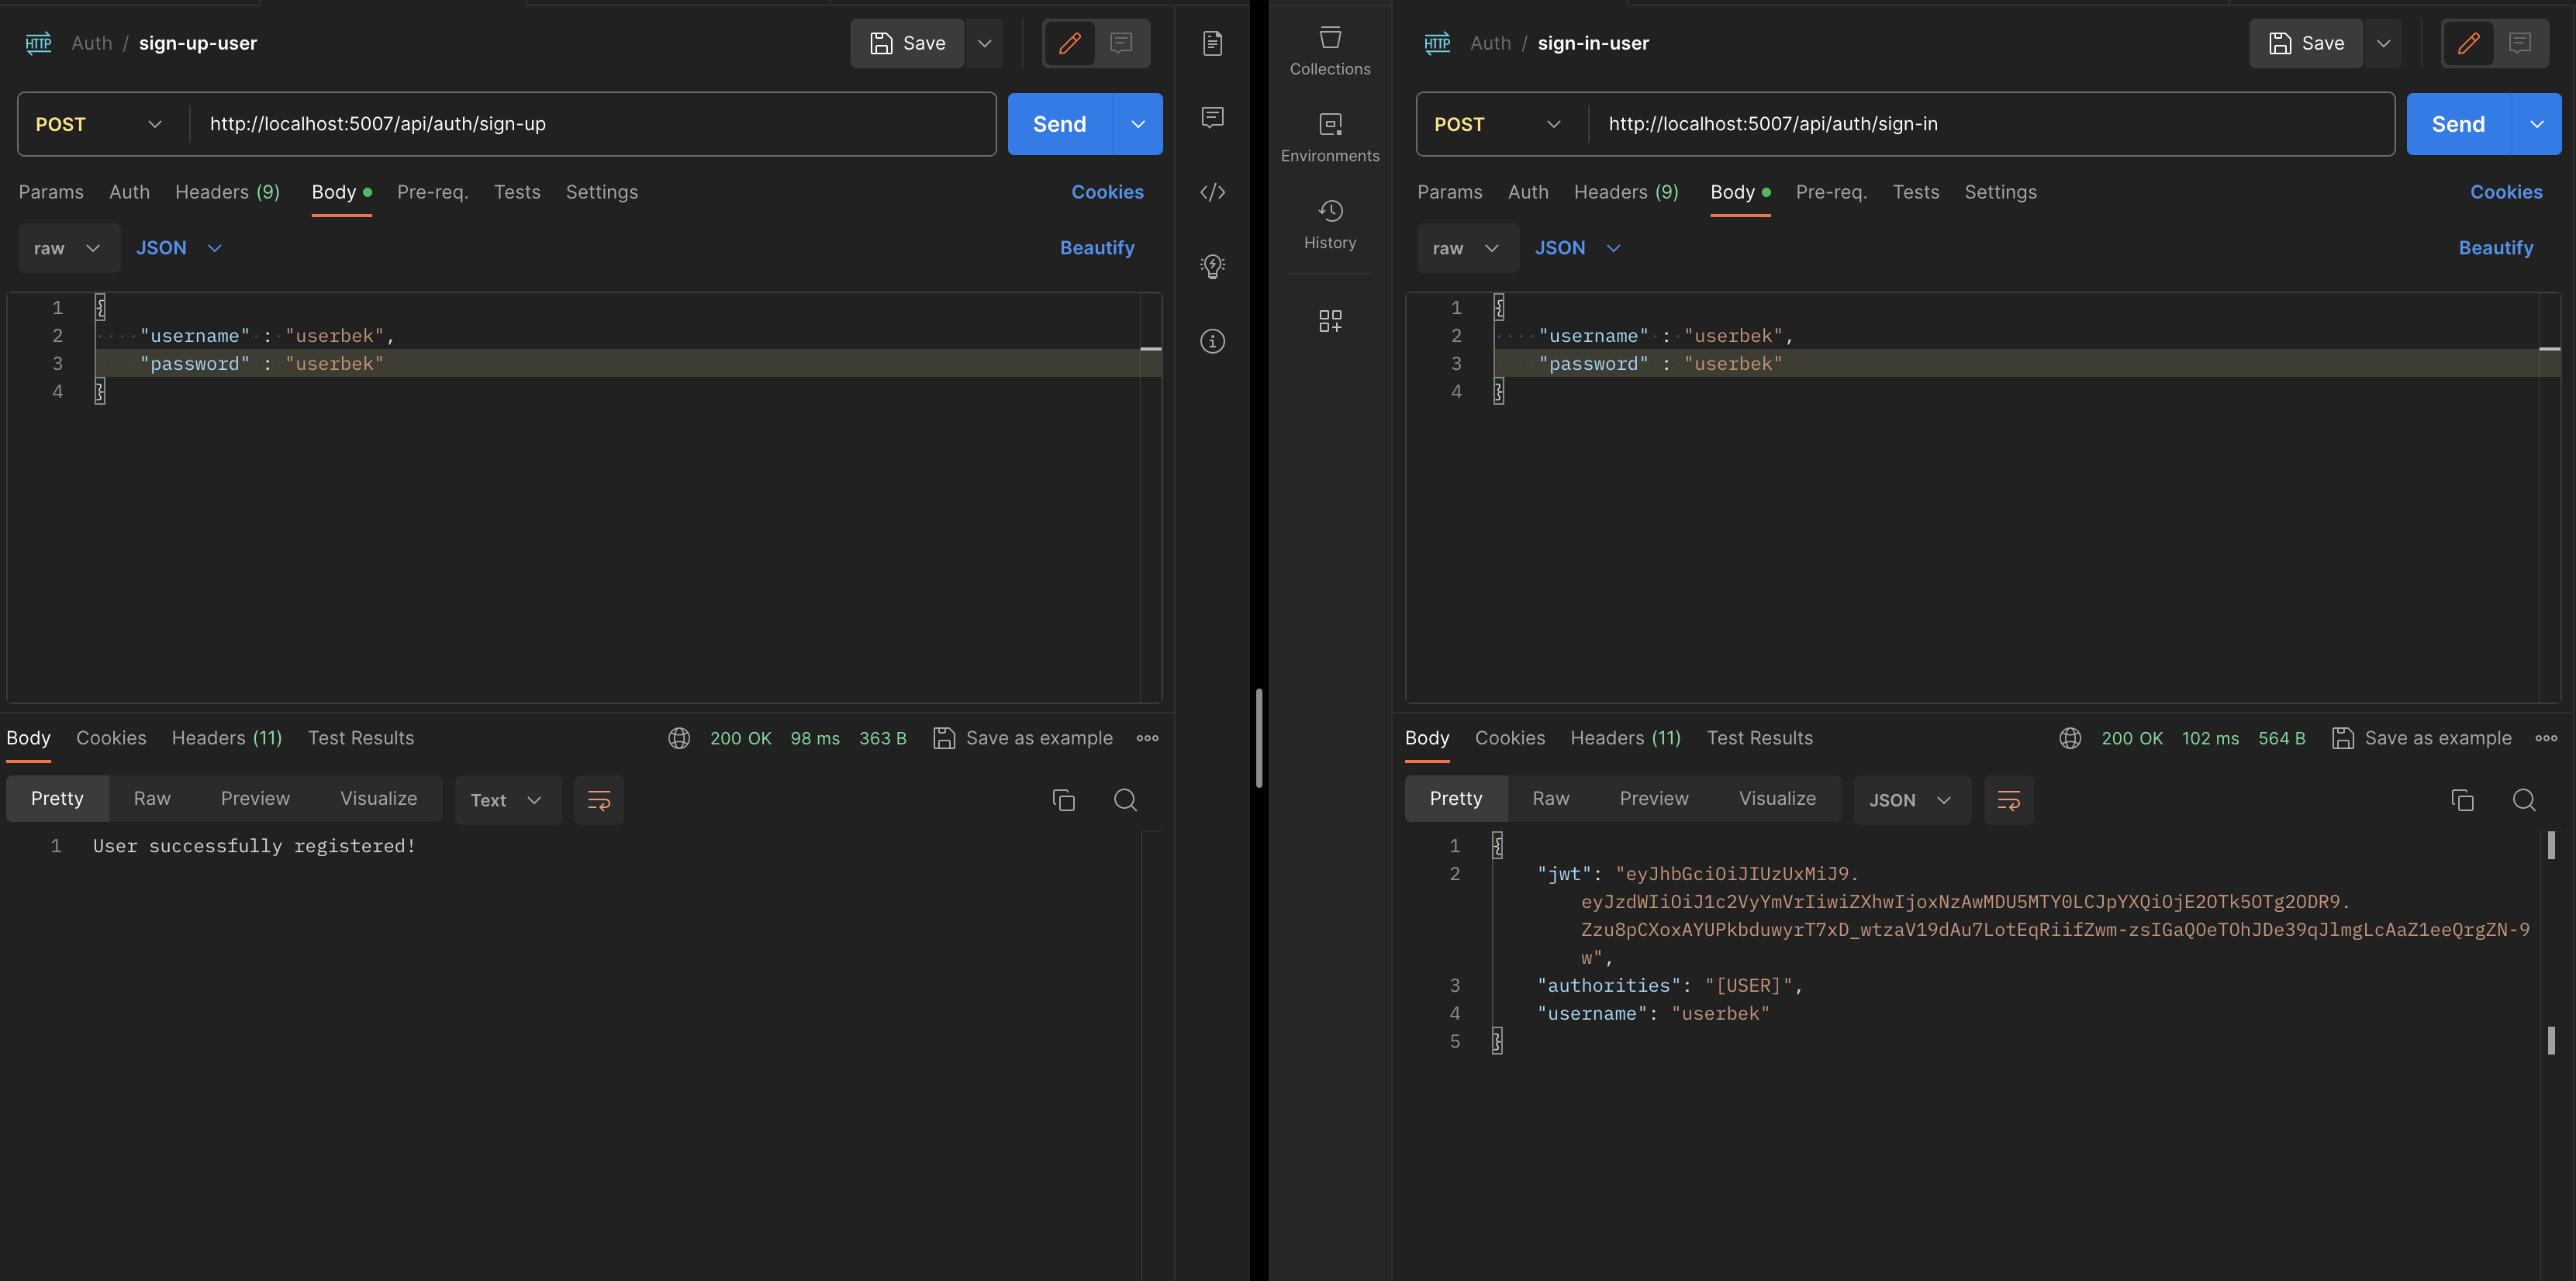 HTTP Auth / sign-up-user Save
POST http://localhost:5007/api/auth/sign-up Send
Params Auth Headers (9) Body Pre-req. Tests Settings Cookies
raw JSON Beautify
1 {
2 "username" : "userbek",
3 "password" : "userbek"
4 }
Body Cookies Headers (11) Test Results 200 OK 98 ms 363 B Save as example
Pretty Raw Preview Visualize Text
1 User successfully registered!
Collections
Environments
History
HTTP Auth / sign-in-user Save
POST http://localhost:5007/api/auth/sign-in Send
Params Auth Headers (9) Body Pre-req. Tests Settings Cookies
raw JSON Beautify
1 {
2 "username" : "userbek",
3 "password" : "userbek"
4 }
Body Cookies Headers (11) Test Results 200 OK 102 ms 564 B Save as example
Pretty Raw Preview Visualize JSON
1 {
2 "jwt": "eyJhbGciOiJIUzUxMiJ9.
eyJzdWIiOiJ1c2VyYmVrIiwiZXhwIjoxNzAwMDU5MTY0LCJpYXQiOjE2OTk5OTg2ODR9.
Zzu8pCXoxAYUPkbduwyrT7xD_wtzaV19dAu7LotEqRiifZwm-zsIGaQOeTOhJDe39qJlmgLcAaZ1eeQrgZN-9
w",
3 "authorities": "[USER]",
4 "username": "userbek"
5 }